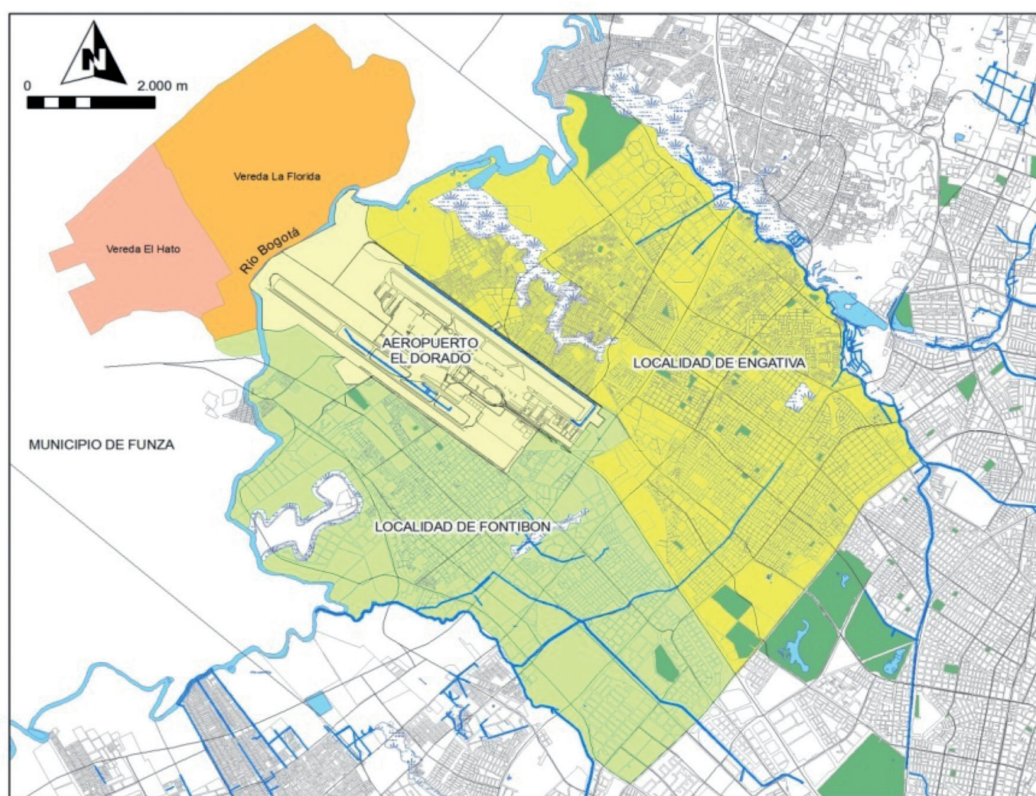 N
0 2.000 m
Vereda La Florida
Vereda El Hato
Río Bogotá
AEROPUERTO
EL DORADO
LOCALIDAD DE ENGATIVA
MUNICIPIO DE FUNZA
LOCALIDAD DE FONTIBON